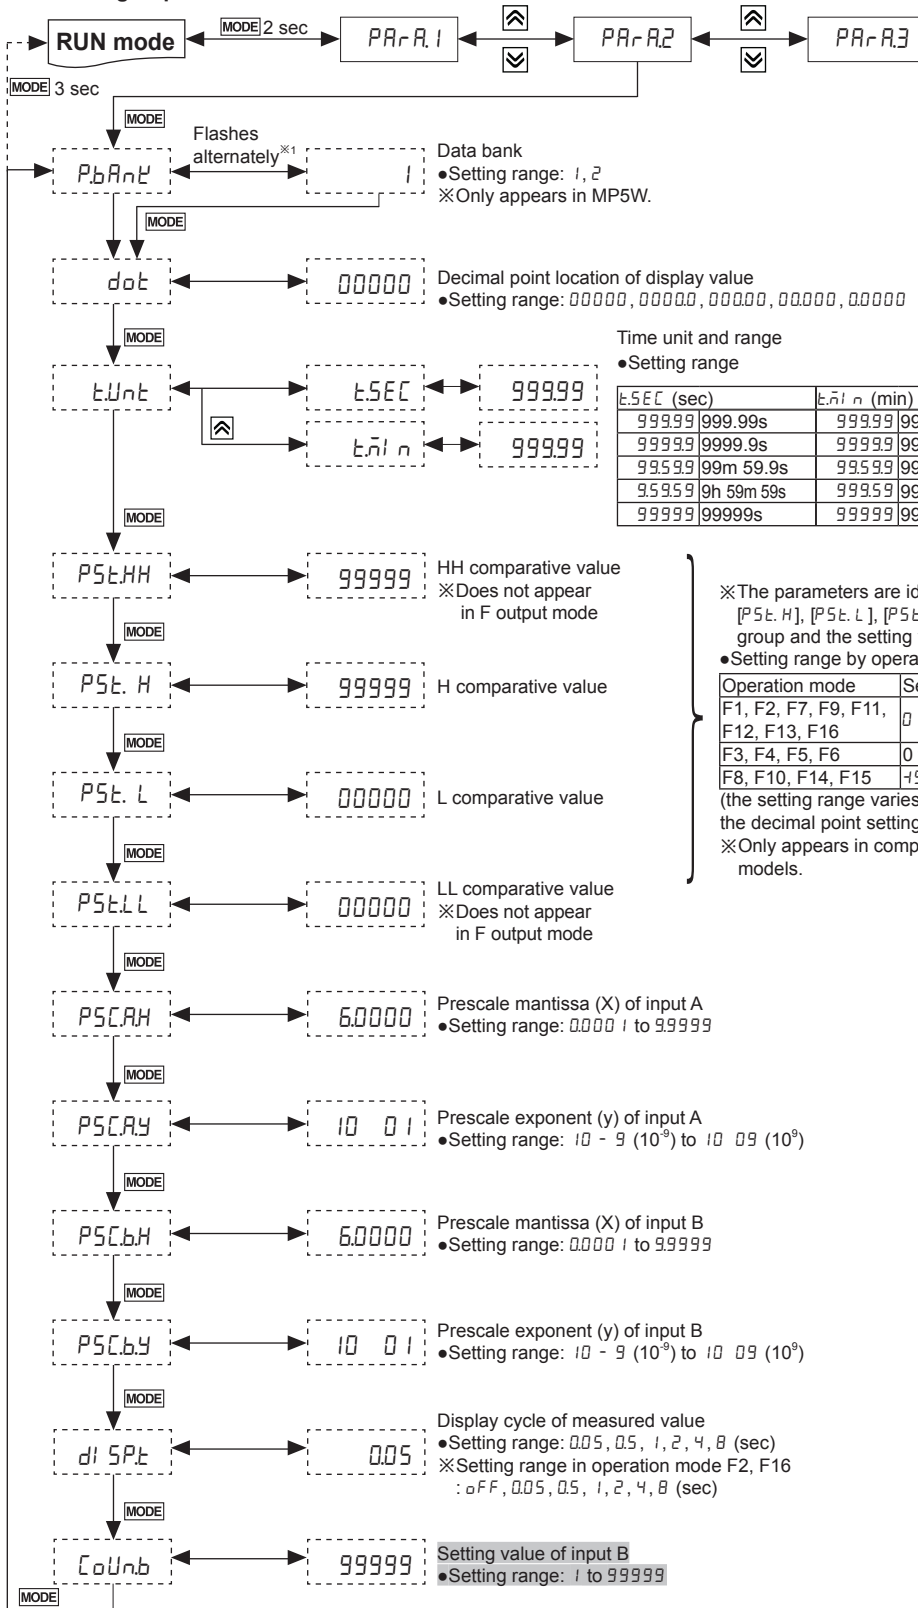 RUN mode
MODE 2 sec
PArA.1
PArA.2
PArA.3
MODE 3 sec
MODE
Flashes
alternately※1
P.bAnK
1
Data bank
●Setting range: 1, 2
※Only appears in MP5W.
MODE
dot
00000
Decimal point location of display value
●Setting range: 00000, 0000.0, 000.00, 00.000, 0.0000
MODE
Time unit and range
●Setting range
t.Unt
t.SEC
999.99
t.mIn
999.99
t.SEC (sec)
t.mIn (min)
999.99 999.99s
999.99
9999.9 9999.9s
9999.9
99.59.9 99m 59.9s
99.59.9
9.59.59 9h 59m 59s
999.59
99999 99999s
99999
MODE
PSt.HH
99999
HH comparative value
※Does not appear
in F output mode
MODE
PSt. H
99999
H comparative value
MODE
PSt. L
00000
L comparative value
MODE
PSt.LL
00000
LL comparative value
※Does not appear
in F output mode
※The parameters are
[PSt. H], [PSt. L],
group and the setting
●Setting range by
Operation mode
F1, F2, F7, F9, F11,
F12, F13, F16
0
F3, F4, F5, F6
0
F8, F10, F14, F15
(the setting range varies
the decimal point setting
※Only appears in
models.
MODE
PSC.A.H
6.0000
Prescale mantissa (X) of input A
●Setting range: 0.0001 to 9.9999
MODE
PSC.A.Y
10 01
Prescale exponent (y) of input A
●Setting range: 10 - 9 (10⁻⁹) to 10 09 (10⁹)
MODE
PSC.b.H
6.0000
Prescale mantissa (X) of input B
●Setting range: 0.0001 to 9.9999
MODE
PSC.b.Y
10 01
Prescale exponent (y) of input B
●Setting range: 10 - 9 (10⁻⁹) to 10 09 (10⁹)
MODE
dISP.t
0.05
Display cycle of measured value
●Setting range: 0.05, 0.5, 1, 2, 4, 8 (sec)
※Setting range in operation mode F2, F16
: oFF, 0.05, 0.5, 1, 2, 4, 8 (sec)
MODE
CoUn.b
99999
Setting value of input B
●Setting range: 1 to 99999
MODE